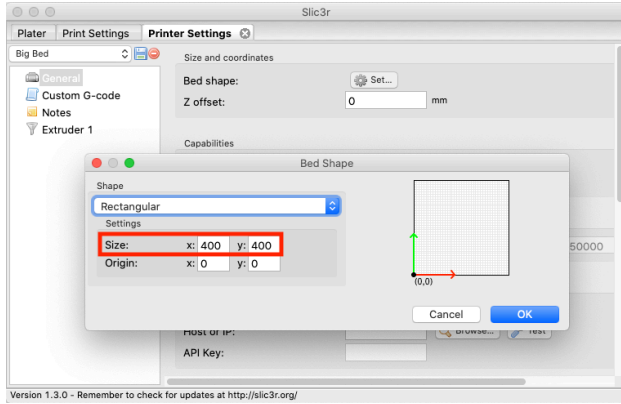 Slic3r
Plater Print Settings Printer Settings
Big Bed
General
Custom G-code
Notes
Extruder 1
Size and coordinates
Bed shape: Set...
Z offset: 0 mm
Capabilities
Bed Shape
Shape
Rectangular
Settings
Size: x: 400 y: 400
Origin: x: 0 y: 0
(0,0)
Cancel OK
50000
Host or IP: Browse... Test
API Key:
Version 1.3.0 - Remember to check for updates at http://slic3r.org/